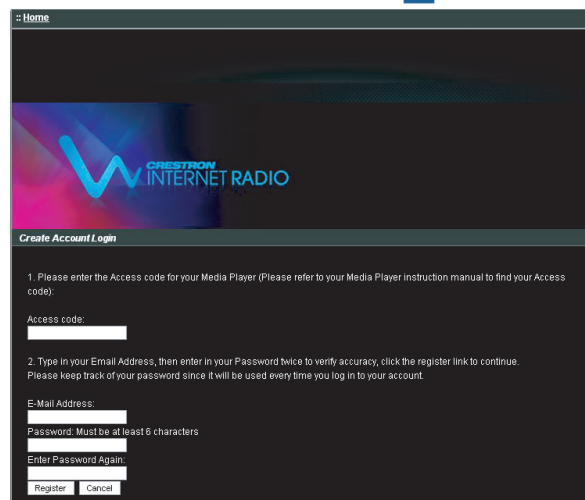 :: Home
CRESTRON
INTERNET RADIO
Create Account Login
1. Please enter the Access code for your Media Player (Please refer to your Media Player instruction manual to find your Access
code):
Access code:
2. Type in your Email Address, then enter in your Password twice to verify accuracy, click the register link to continue.
Please keep track of your password since it will be used every time you log in to your account.
E-Mail Address:
Password: Must be at least 6 characters
Enter Password Again:
Register Cancel